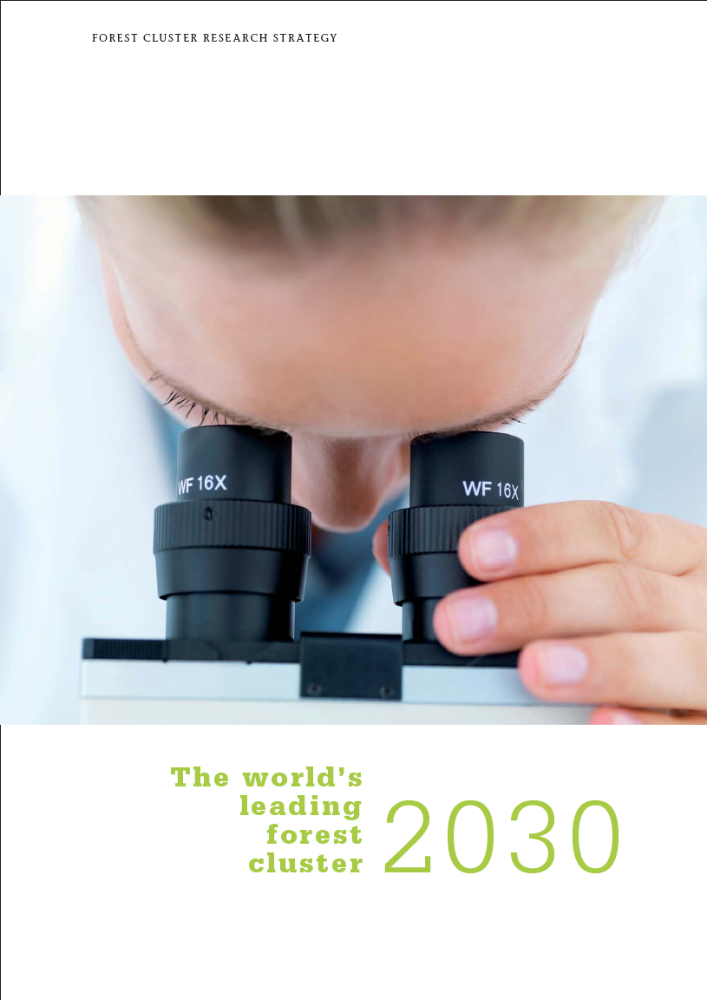 FOREST CLUSTER RESEARCH STRATEGY
WF 16X
WF 16X
The world's
leading
forest
cluster
2030